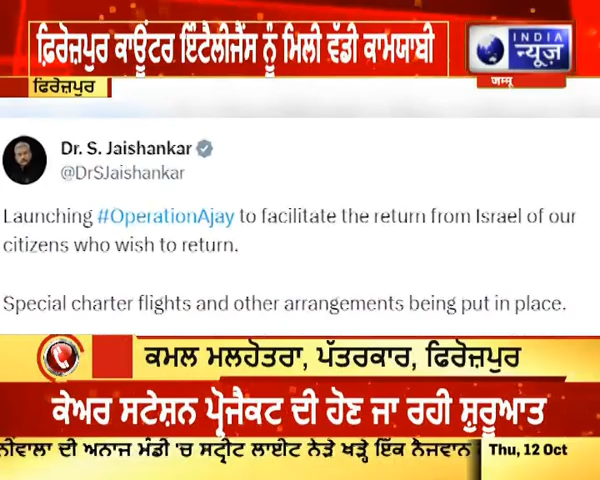 ਫ਼ਿਰੋਜ਼ਪੁਰ ਕਾਊਂਟਰ ਇੰਟੈਲੀਜੈਂਸ ਨੂੰ ਮਿਲੀ ਵੱਡੀ ਕਾਮਯਾਬੀ
INDIA
न्यूज़
जम्मू
ਫਿਰੋਜ਼ਪੁਰ
Dr. S. Jaishankar
@DrSJaishankar
Launching #OperationAjay to facilitate the return from Israel of our
citizens who wish to return.
Special charter flights and other arrangements being put in place.
ਕਮਲ ਮਲਹੋਤਰਾ, ਪੱਤਰਕਾਰ, ਫਿਰੋਜ਼ਪੁਰ
ਕੇਅਰ ਸਟੇਸ਼ਨ ਪ੍ਰੋਜੈਕਟ ਦੀ ਹੋਣ ਜਾ ਰਹੀ ਸ਼ੁਰੂਆਤ
ਨੀਵਾਲਾ ਦੀ ਅਨਾਜ ਮੰਡੀ 'ਚ ਸਟ੍ਰੀਟ ਲਾਈਟ ਨੇੜੇ ਖੜ੍ਹੇ ਇੱਕ ਨੌਜਵਾਨ
Thu, 12 Oct